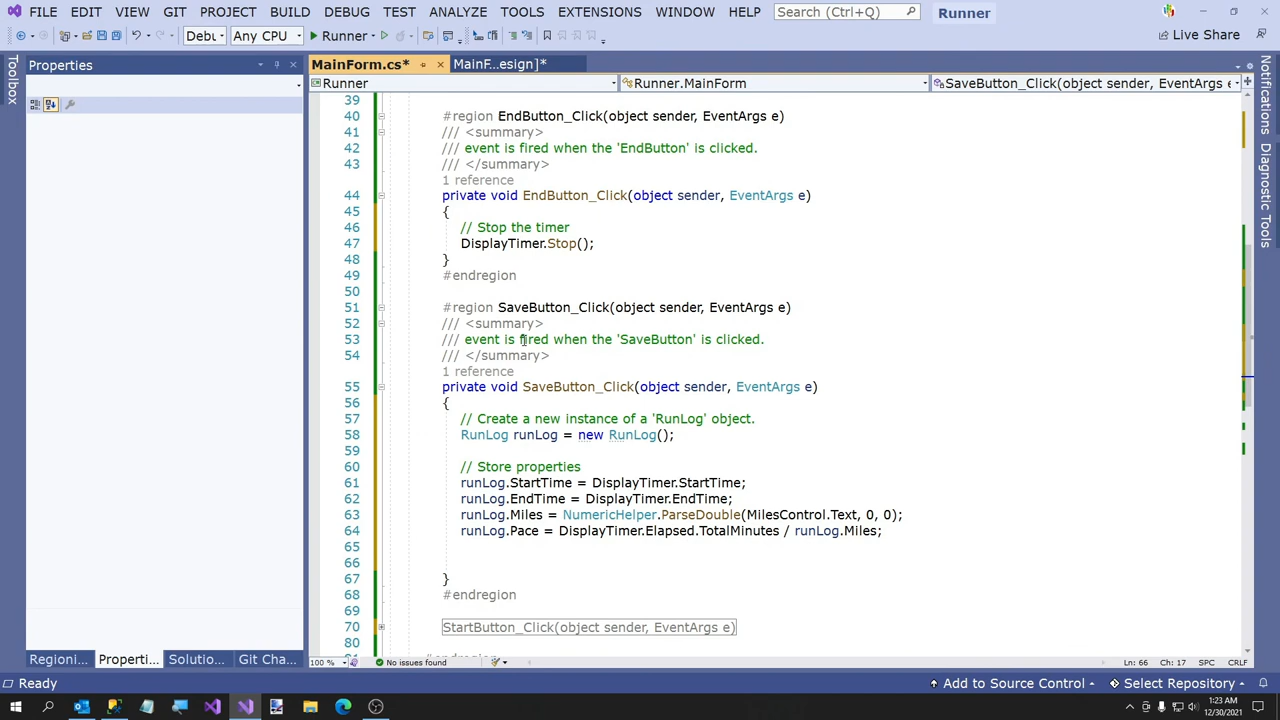 FILE EDIT VIEW GIT PROJECT BUILD DEBUG TEST ANALYZE TOOLS EXTENSIONS WINDOW HELP Search (Ctrl+Q) Runner
Debu Any CPU Runner Live Share
Toolbox
Properties
MainForm.cs* MainF...esign]*
Runner Runner.MainForm SaveButton_Click(object sender, EventArgs e
39
40 #region EndButton_Click(object sender, EventArgs e)
41 /// <summary>
42 /// event is fired when the 'EndButton' is clicked.
43 /// </summary>
1 reference
44 private void EndButton_Click(object sender, EventArgs e)
45 {
46 // Stop the timer
47 DisplayTimer.Stop();
48 }
49 #endregion
50
51 #region SaveButton_Click(object sender, EventArgs e)
52 /// <summary>
53 /// event is fired when the 'SaveButton' is clicked.
54 /// </summary>
1 reference
55 private void SaveButton_Click(object sender, EventArgs e)
56 {
57 // Create a new instance of a 'RunLog' object.
58 RunLog runLog = new RunLog();
59
60 // Store properties
61 runLog.StartTime = DisplayTimer.StartTime;
62 runLog.EndTime = DisplayTimer.EndTime;
63 runLog.Miles = NumericHelper.ParseDouble(MilesControl.Text, 0, 0);
64 runLog.Pace = DisplayTimer.Elapsed.TotalMinutes / runLog.Miles;
65
66
67 }
68 #endregion
69
70 StartButton_Click(object sender, EventArgs e)
80
Notifications
Diagnostic Tools
Regioni... Properti... Solutio... Git Cha...
100 % No issues found Ln: 66 Ch: 17 SPC CRLF
Ready Add to Source Control Select Repository
1:23 AM
12/30/2021